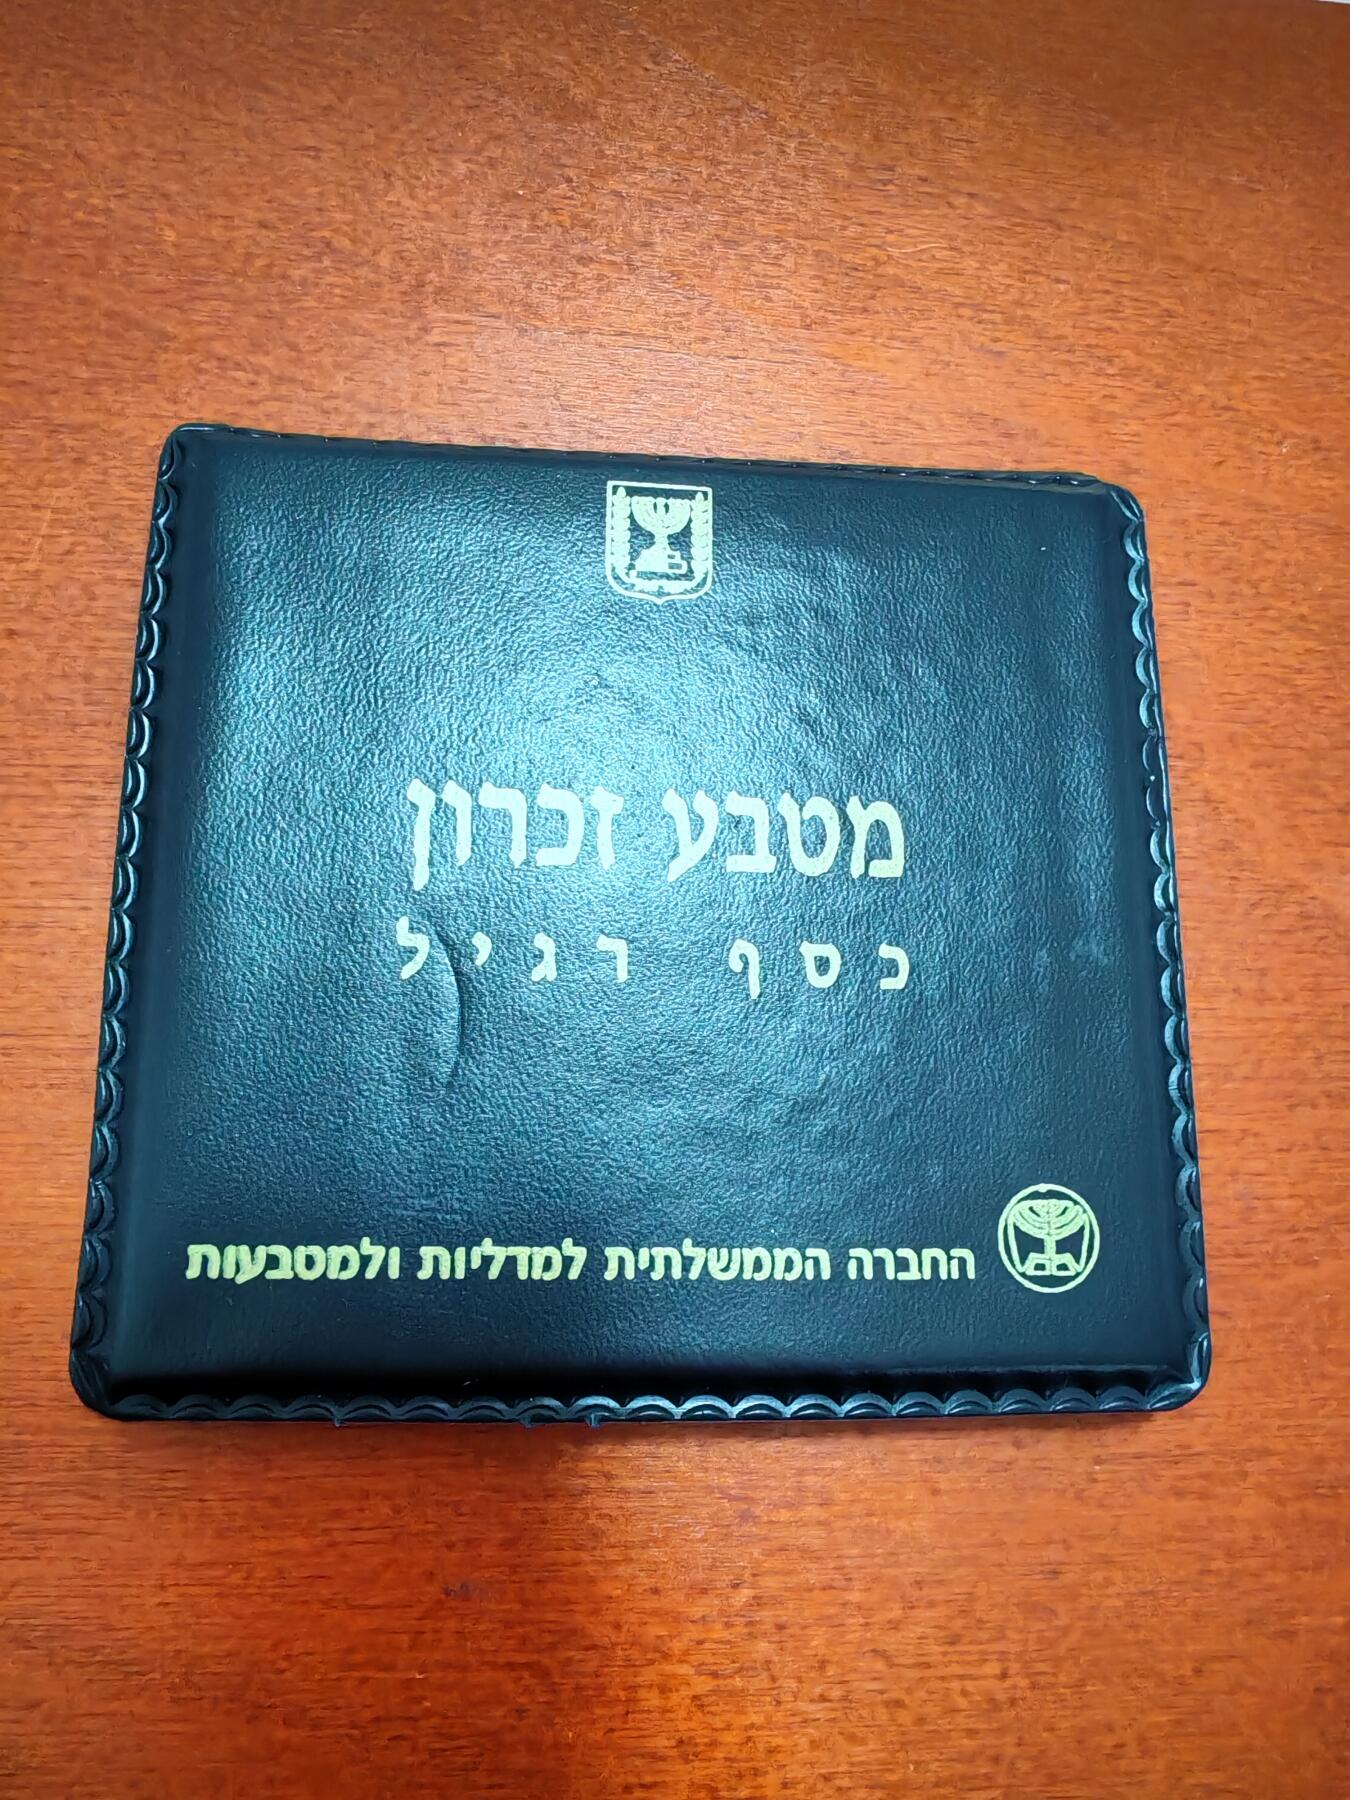 מטבע זכרון
כסף רגיל
החברה הממשלתית למדליות ולמטבעות